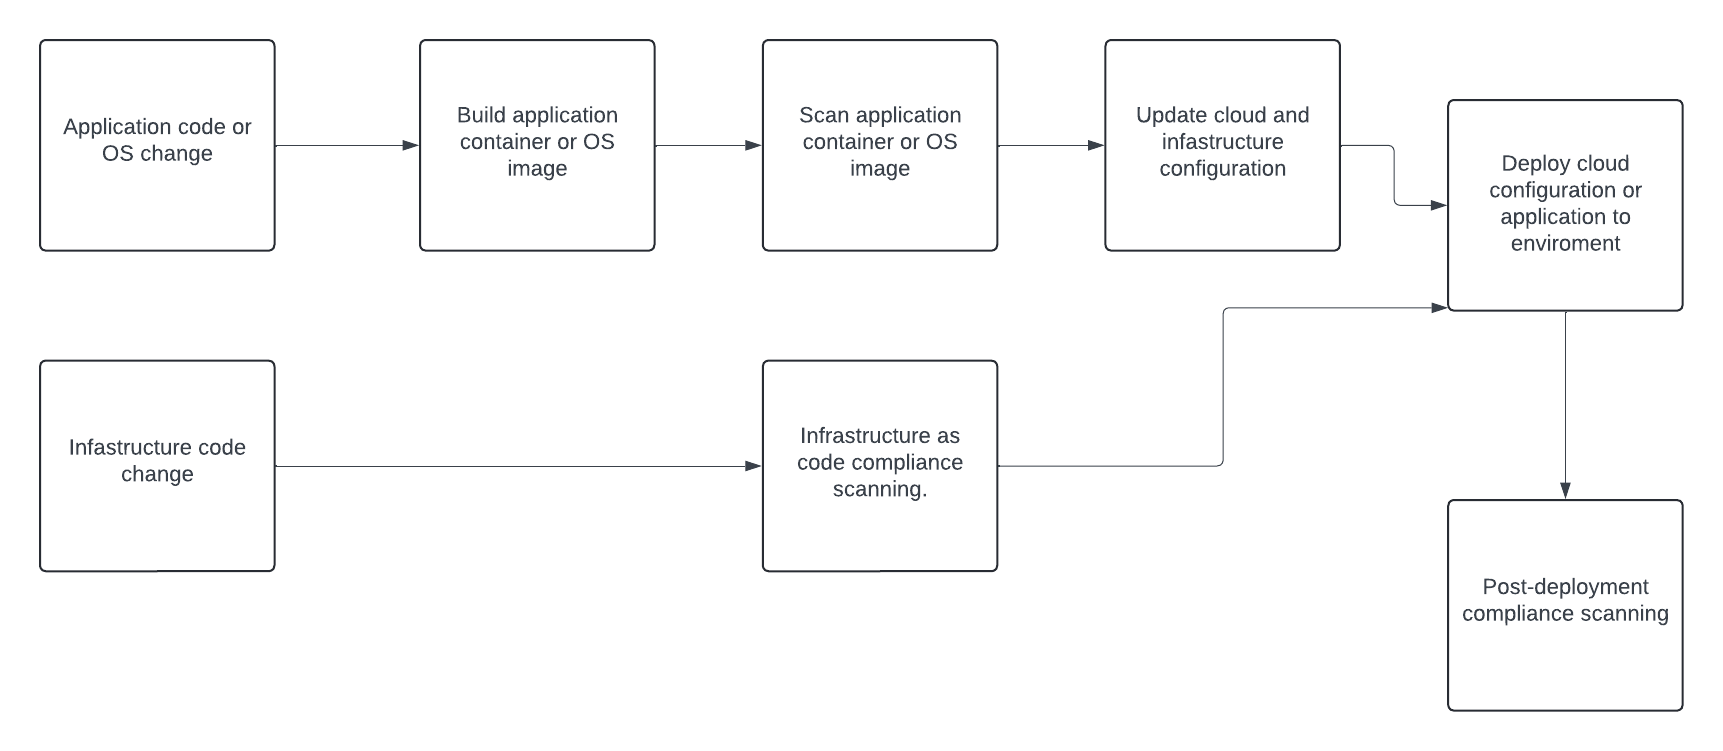 Application code or
OS change
Build application
container or OS
image
Scan application
container or OS
image
Update cloud and
infastructure
configuration
Deploy cloud
configuration or
application to
enviroment
Infastructure code
change
Infrastructure as
code compliance
scanning.
Post-deployment
compliance scanning